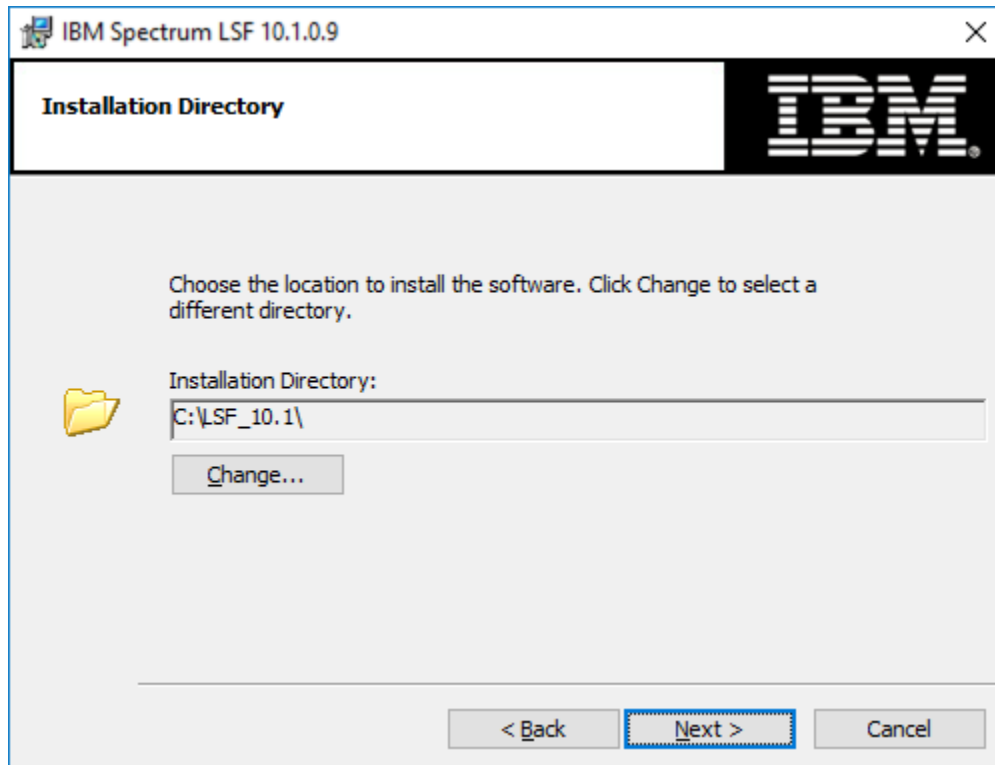 IBM Spectrum LSF 10.1.0.9
Installation Directory
IBM®
Choose the location to install the software. Click Change to select a
different directory.
Installation Directory:
C:\LSF_10.1\
Change...
< Back
Next >
Cancel